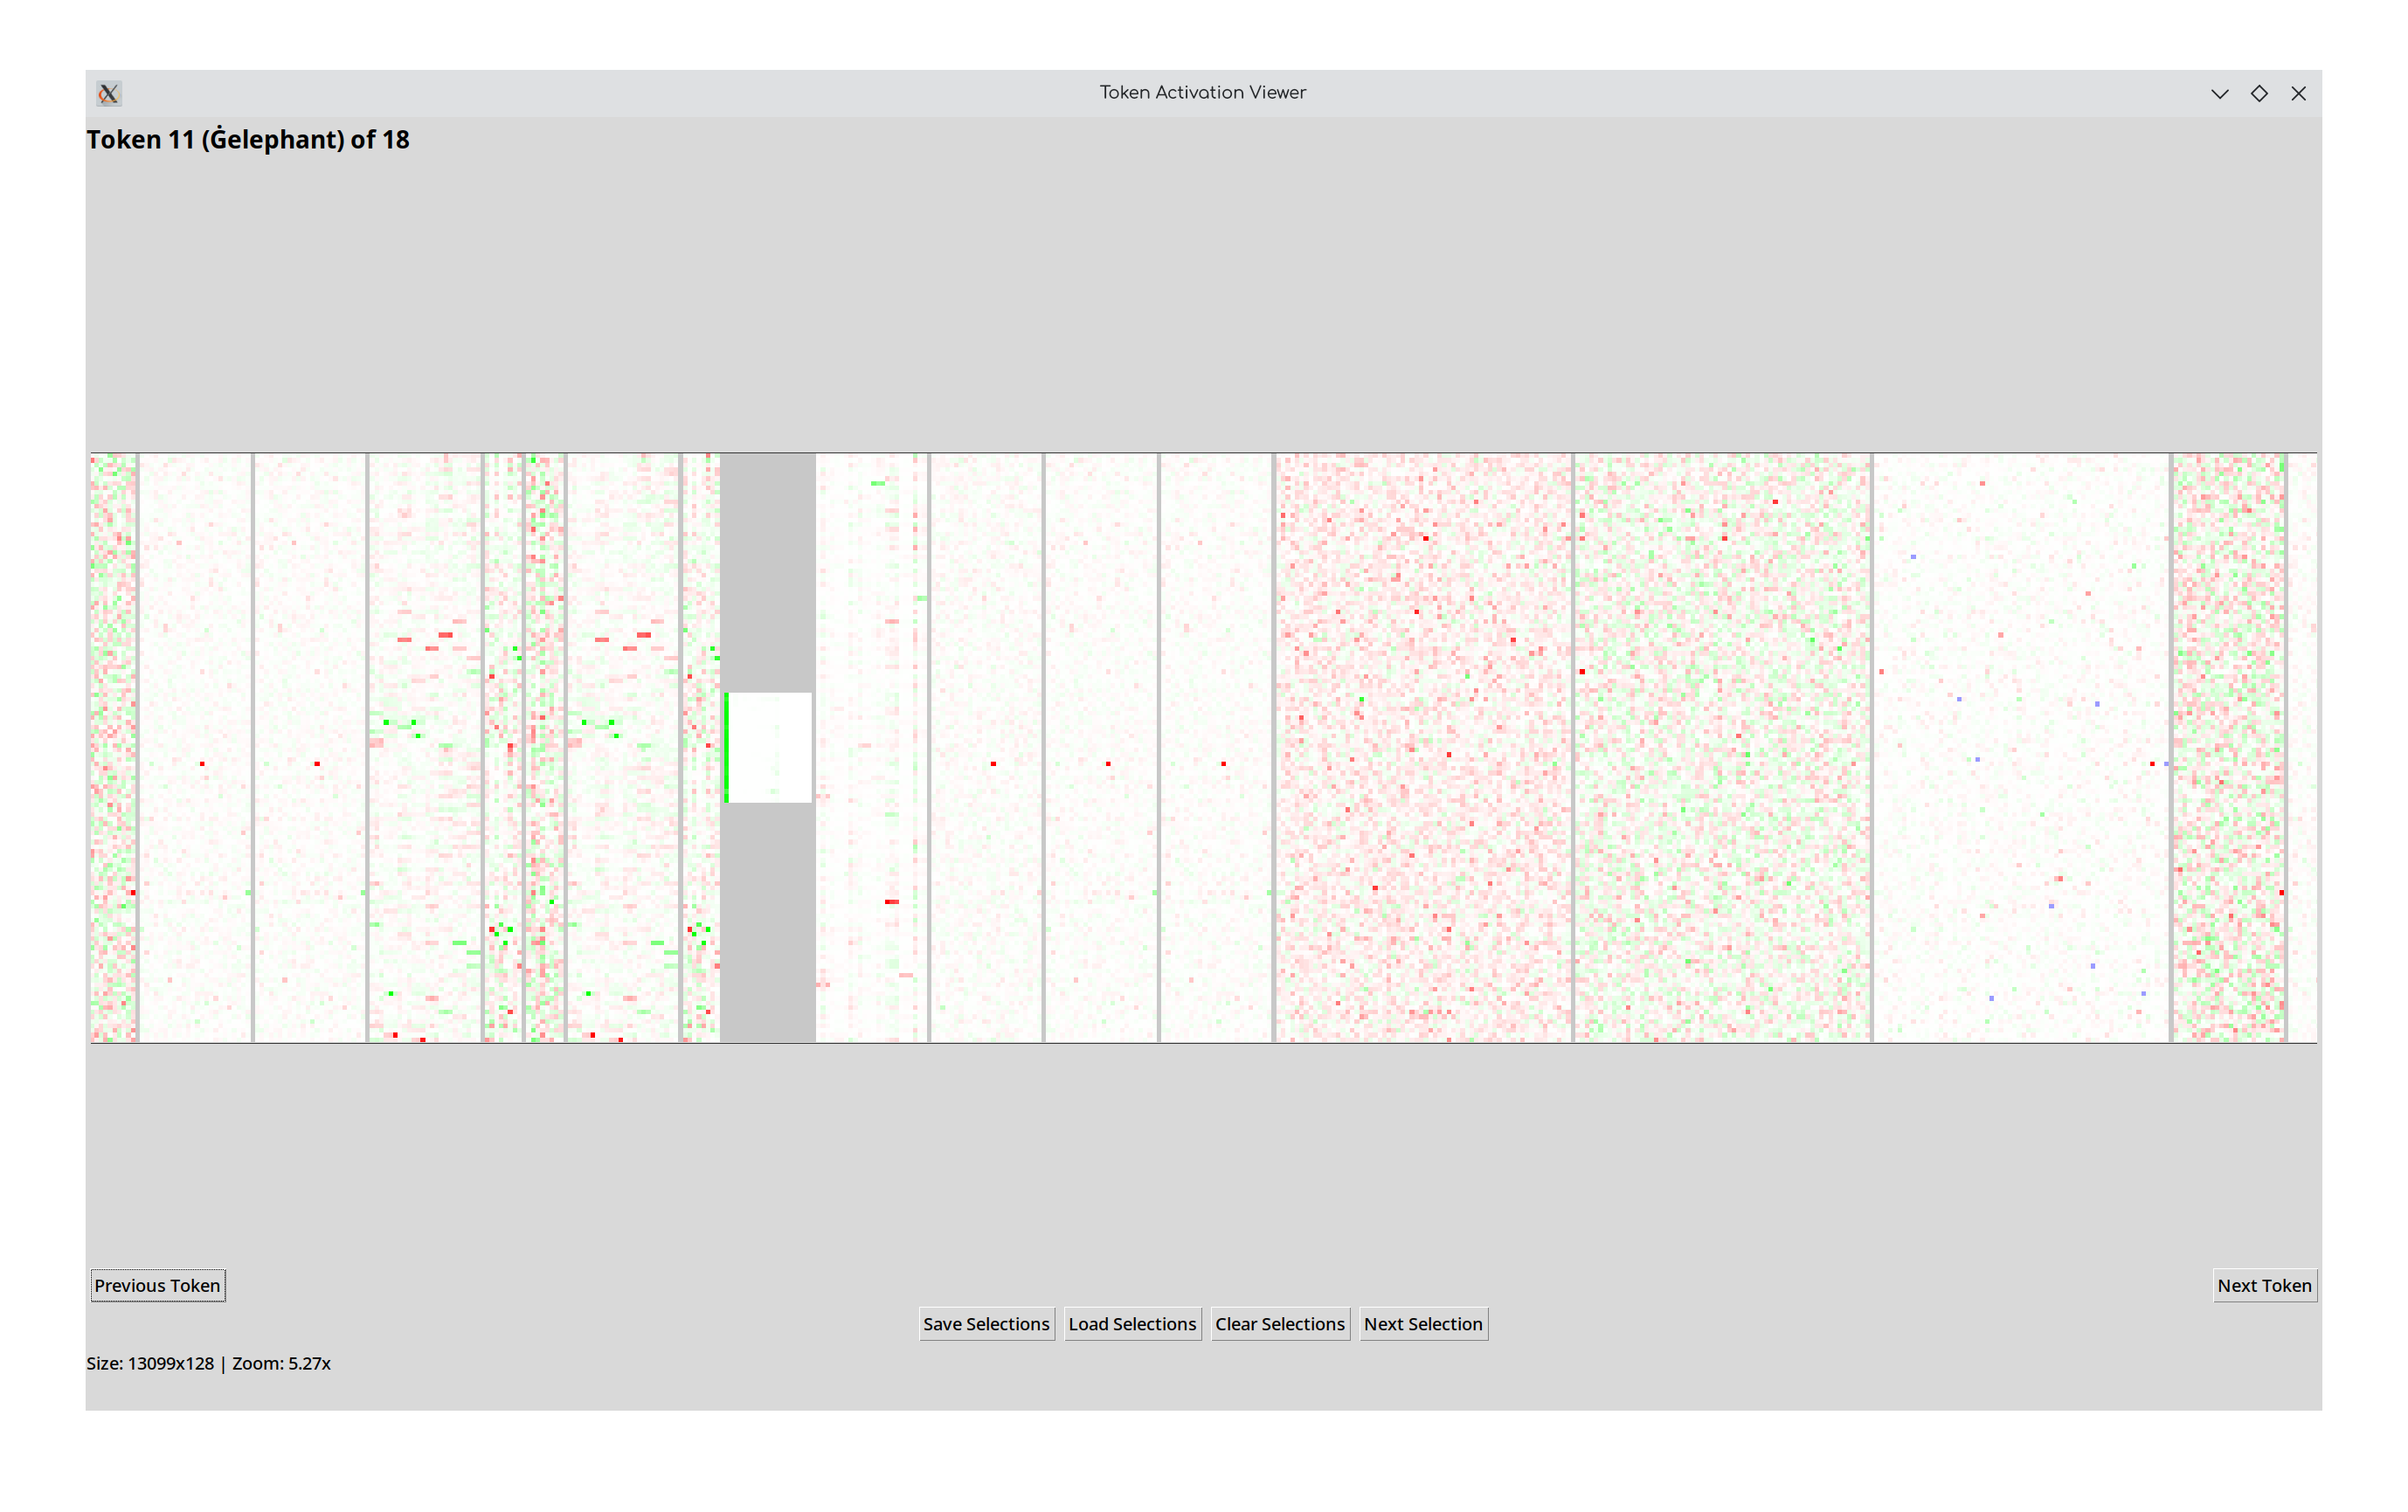 Token Activation Viewer
Token 11 (Ġelephant) of 18
Previous Token
Next Token
Save Selections
Load Selections
Clear Selections
Next Selection
Size: 13099x128 | Zoom: 5.27x